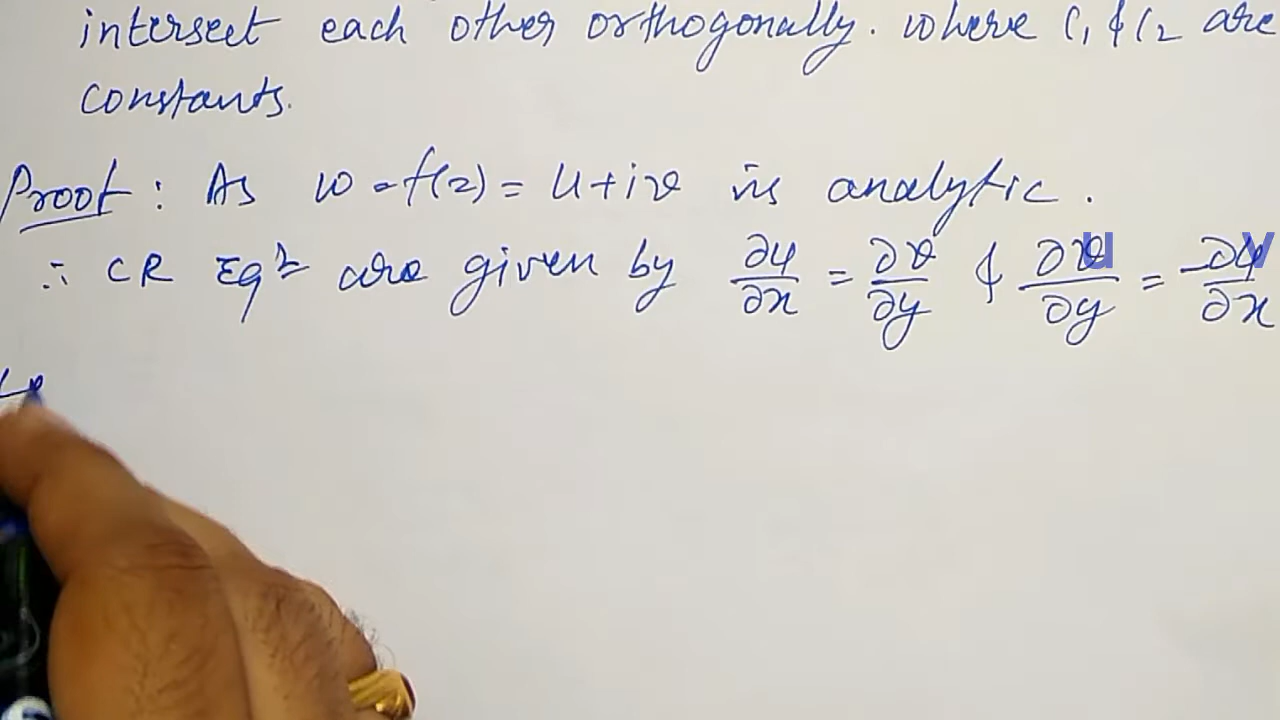 intersect each other orthogonally. where C₁ & C₂ are
constants.
Proof : As w = f(z) = u+iv is analytic.
∴ CR Eqⁿ are given by ∂u/∂x = ∂v/∂y & ∂v/∂y = -∂u/∂x
u v
Le